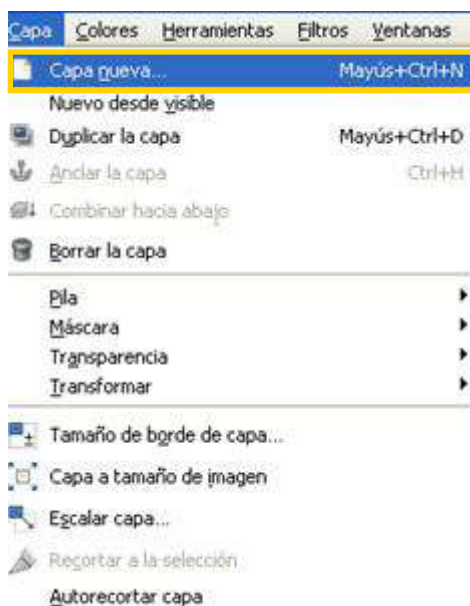 Capa Colores Herramientas Filtros Ventanas
Capa nueva... Mayús+Ctrl+N
Nuevo desde visible
Duplicar la capa Mayús+Ctrl+D
Anclar la capa Ctrl+H
Combinar hacia abajo
Borrar la capa
Pila
Máscara
Transparencia
Transformar
Tamaño de borde de capa...
Capa a tamaño de imagen
Escalar capa...
Recortar a la selección
Autorecortar capa